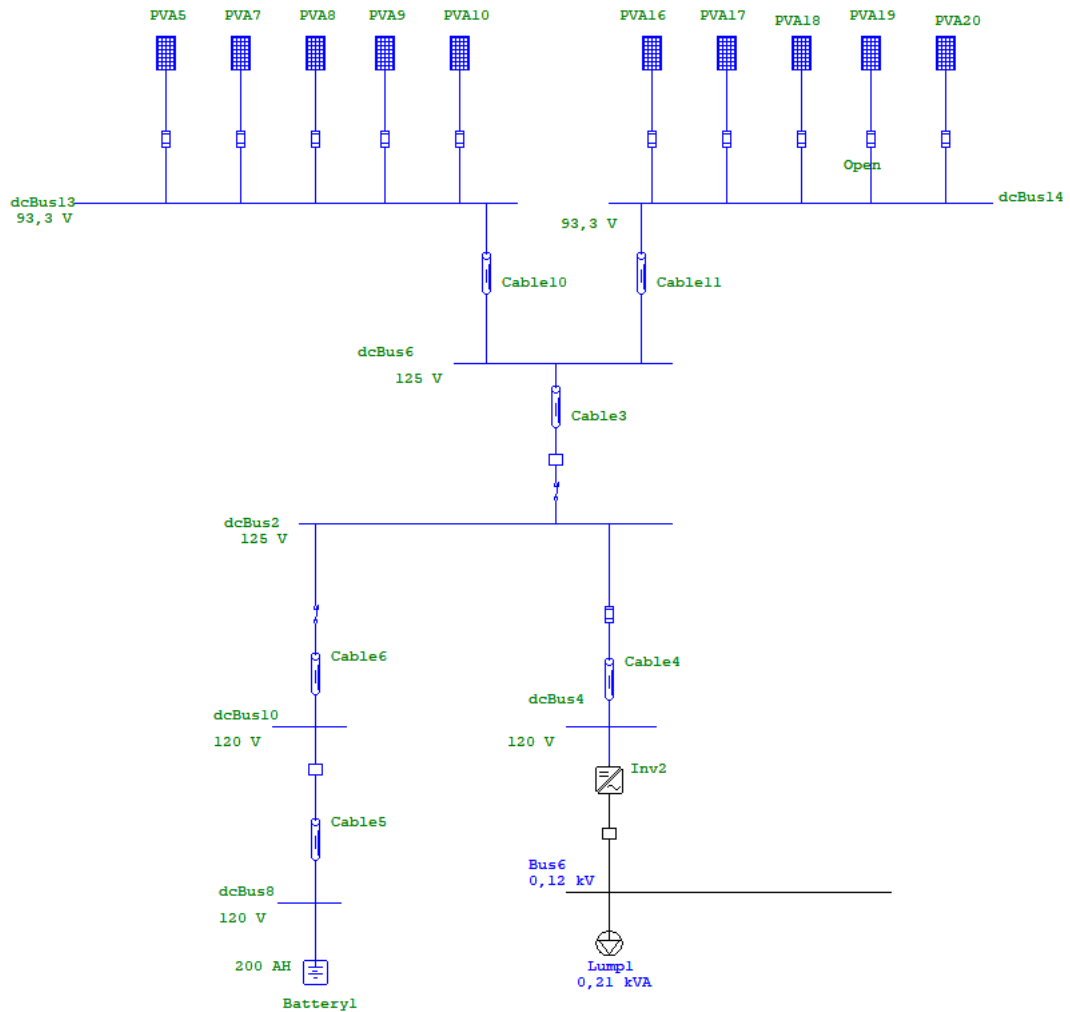 PVA5 PVA7 PVA8 PVA9 PVA10 PVA16 PVA17 PVA18 PVA19 PVA20
Open
dcBus13
93,3 V
dcBus14
93,3 V
Cable10
Cable11
dcBus6
125 V
Cable3
dcBus2
125 V
Cable6
Cable4
dcBus10
120 V
dcBus4
120 V
Inv2
Cable5
Bus6
0,12 kV
dcBus8
120 V
200 AH
Battery1
Lump1
0,21 kVA